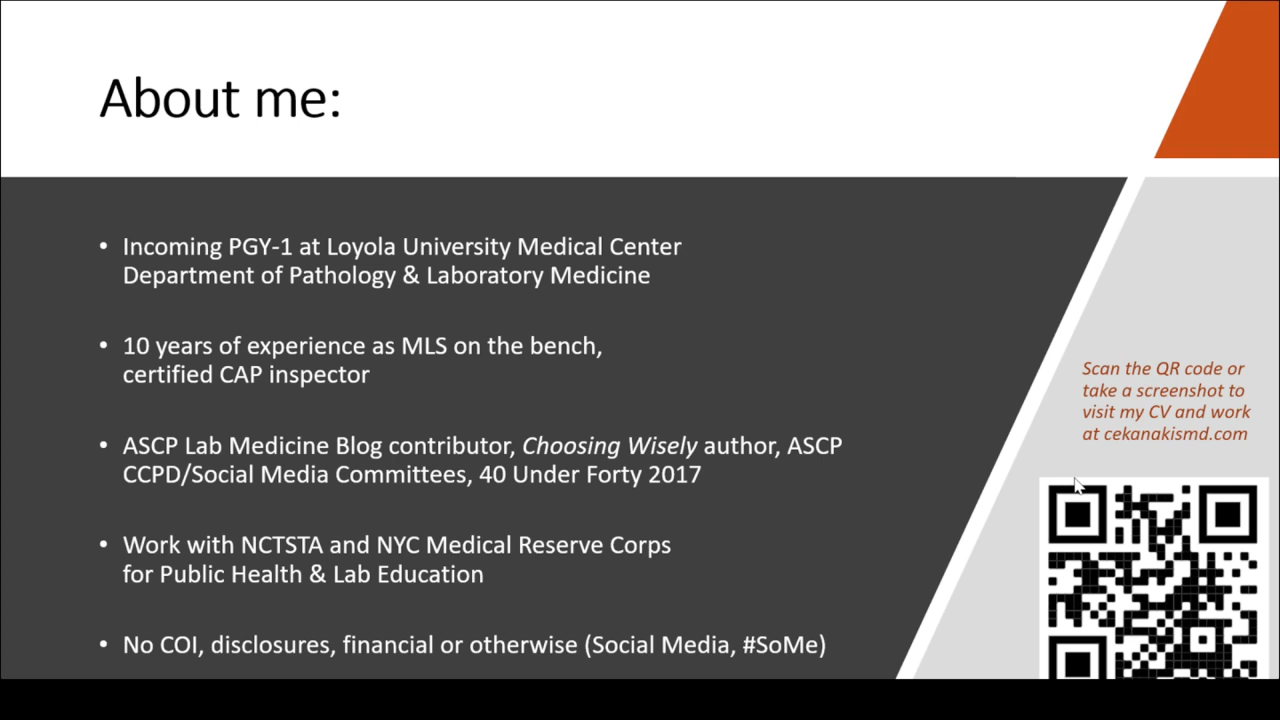 About me:
• Incoming PGY-1 at Loyola University Medical Center
Department of Pathology & Laboratory Medicine
• 10 years of experience as MLS on the bench,
certified CAP inspector
• ASCP Lab Medicine Blog contributor, Choosing Wisely author, ASCP
CCPD/Social Media Committees, 40 Under Forty 2017
• Work with NCTSTA and NYC Medical Reserve Corps
for Public Health & Lab Education
• No COI, disclosures, financial or otherwise (Social Media, #SoMe)
Scan the QR code or
take a screenshot to
visit my CV and work
at cekanakismd.com